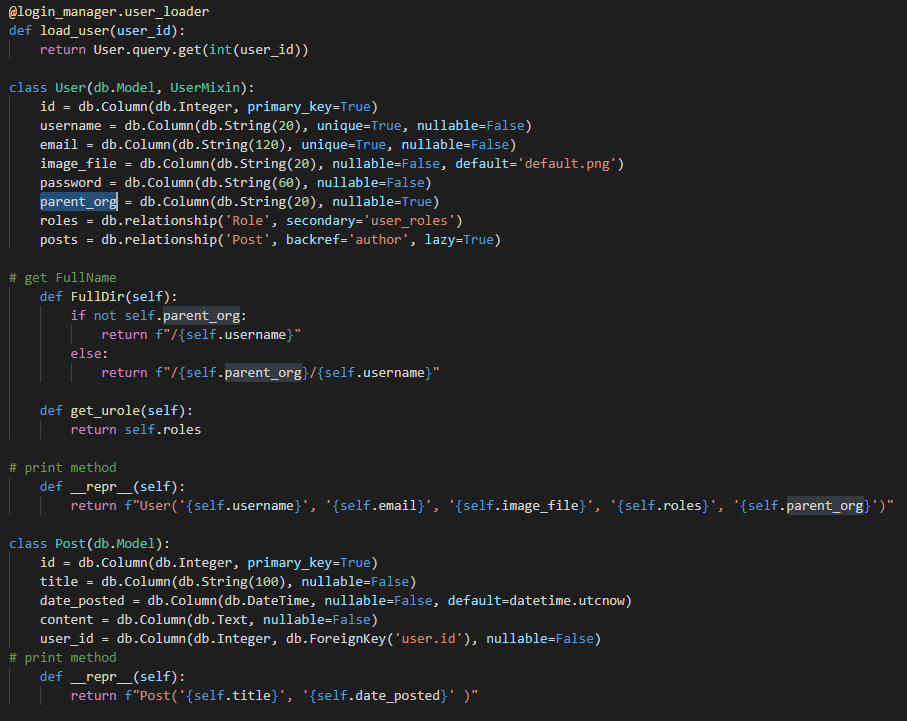 @login_manager.user_loader
def load_user(user_id):
    return User.query.get(int(user_id))

class User(db.Model, UserMixin):
    id = db.Column(db.Integer, primary_key=True)
    username = db.Column(db.String(20), unique=True, nullable=False)
    email = db.Column(db.String(120), unique=True, nullable=False)
    image_file = db.Column(db.String(20), nullable=False, default='default.png')
    password = db.Column(db.String(60), nullable=False)
    parent_org = db.Column(db.String(20), nullable=True)
    roles = db.relationship('Role', secondary='user_roles')
    posts = db.relationship('Post', backref='author', lazy=True)

# get FullName
    def FullDir(self):
        if not self.parent_org:
            return f"/{self.username}"
        else:
            return f"/{self.parent_org}/{self.username}"

    def get_urole(self):
        return self.roles

# print method
    def __repr__(self):
        return f"User('{self.username}', '{self.email}', '{self.image_file}', '{self.roles}', '{self.parent_org}')"

class Post(db.Model):
    id = db.Column(db.Integer, primary_key=True)
    title = db.Column(db.String(100), nullable=False)
    date_posted = db.Column(db.DateTime, nullable=False, default=datetime.utcnow)
    content = db.Column(db.Text, nullable=False)
    user_id = db.Column(db.Integer, db.ForeignKey('user.id'), nullable=False)
# print method
    def __repr__(self):
        return f"Post('{self.title}', '{self.date_posted}' )"